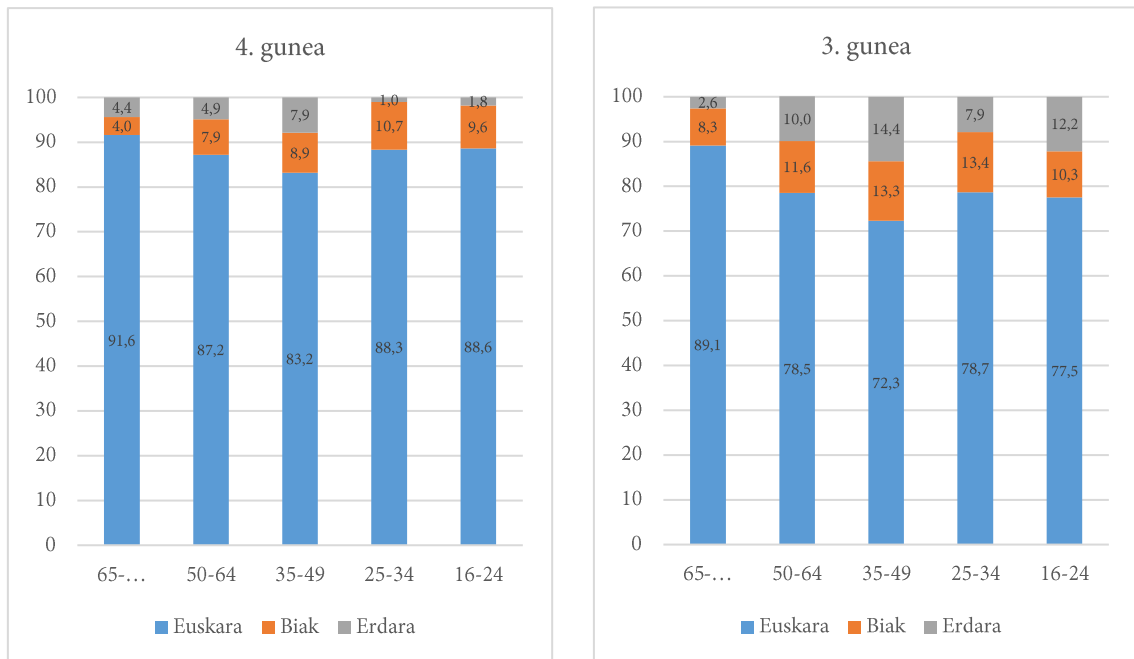 4. gunea
100
90
80
70
60
50
40
30
20
10
0
4,4 4,9 7,9 1,0 1,8
4,0 7,9 8,9 10,7 9,6
91,6 87,2 83,2 88,3 88,6
65-… 50-64 35-49 25-34 16-24
Euskara Biak Erdara
3. gunea
100
90
80
70
60
50
40
30
20
10
0
2,6 10,0 14,4 7,9 12,2
8,3 11,6 13,3 13,4 10,3
89,1 78,5 72,3 78,7 77,5
65-… 50-64 35-49 25-34 16-24
Euskara Biak Erdara